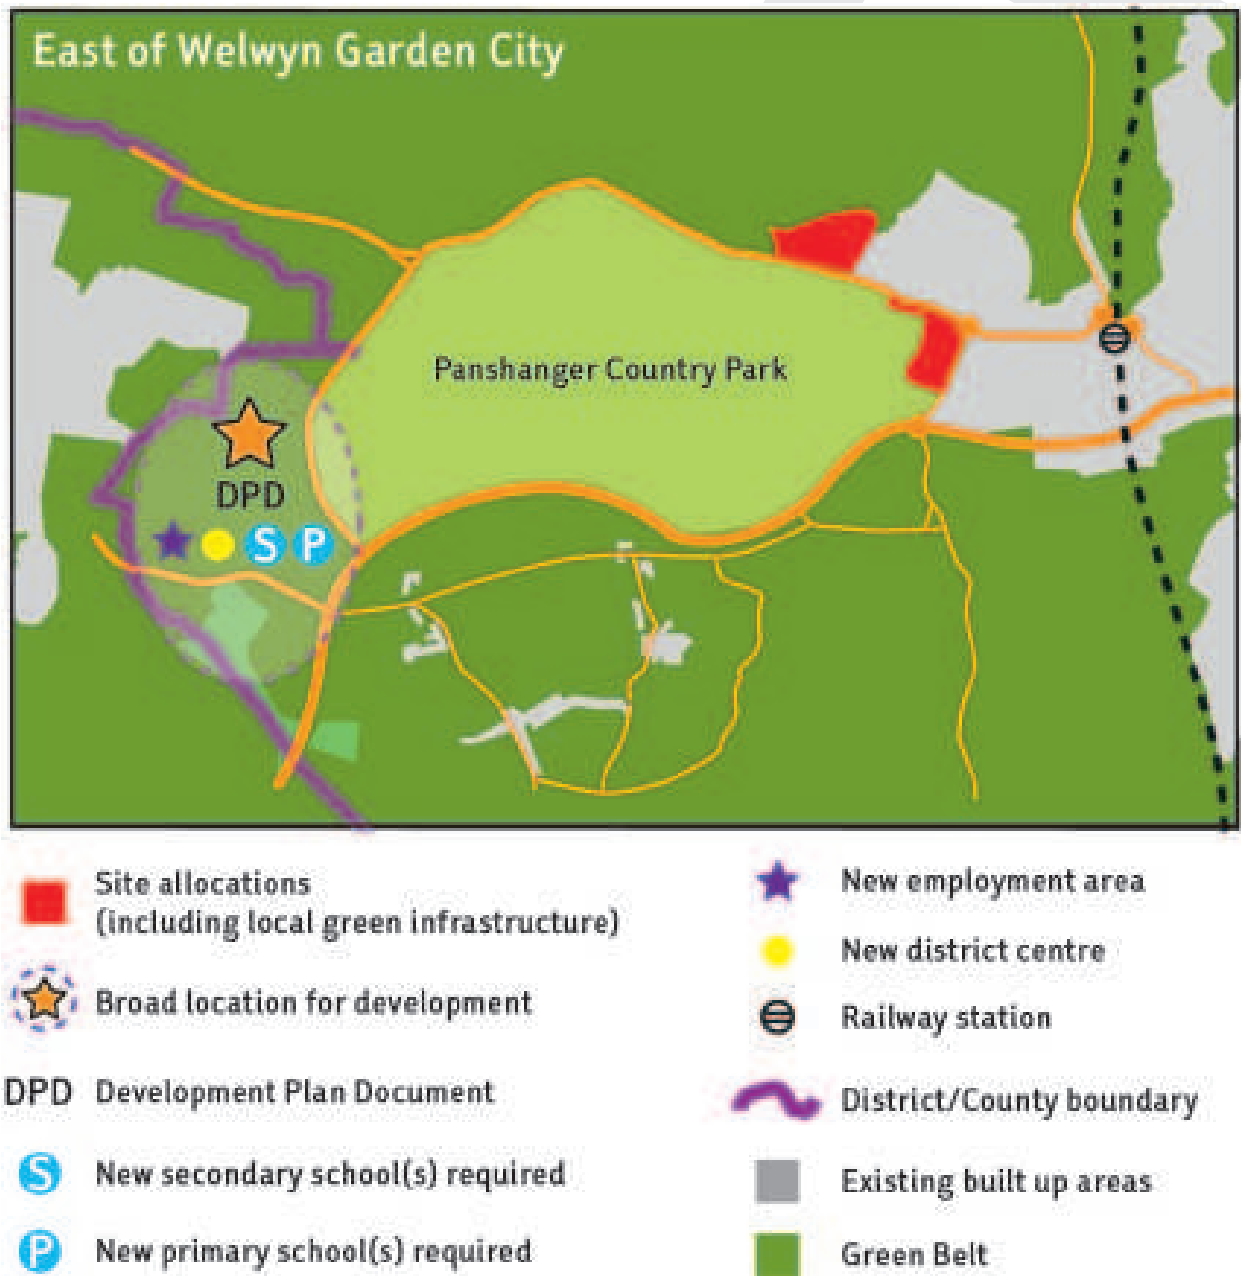 East of Welwyn Garden City
Panshanger Country Park
DPD
S P
Site allocations
(including local green infrastructure)
Broad location for development
DPD Development Plan Document
S New secondary school(s) required
P New primary school(s) required
New employment area
New district centre
Railway station
District/County boundary
Existing built up areas
Green Belt